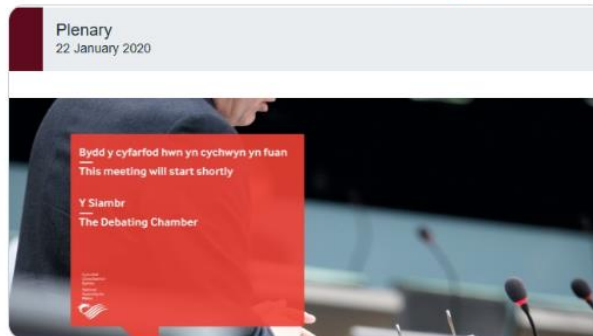 Plenary
22 January 2020
Bydd y cyfarfod hwn yn cychwyn yn fuan
This meeting will start shortly
Y Siambr
The Debating Chamber